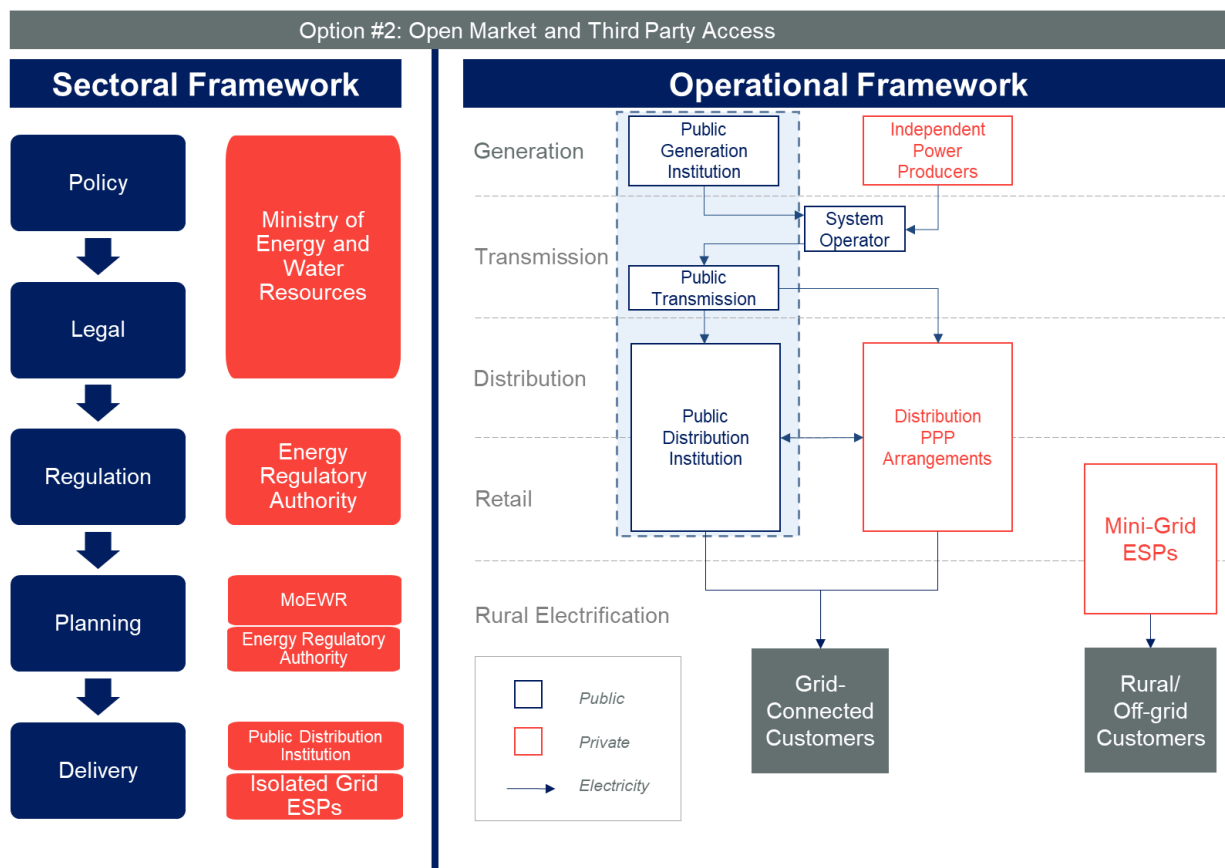 Option #2: Open Market and Third Party Access
Sectoral Framework
Policy
Ministry of
Energy and
Water
Resources
Legal
Regulation
Energy
Regulatory
Authority
Planning
MoEWR
Energy Regulatory
Authority
Delivery
Public Distribution
Institution
Isolated Grid
ESPs
Operational Framework
Generation
Public
Generation
Institution
Independent
Power
Producers
Transmission
System
Operator
Public
Transmission
Distribution
Public
Distribution
Institution
Distribution
PPP
Arrangements
Retail
Mini-Grid
ESPs
Rural Electrification
Public
Private
Electricity
Grid-
Connected
Customers
Rural/
Off-grid
Customers